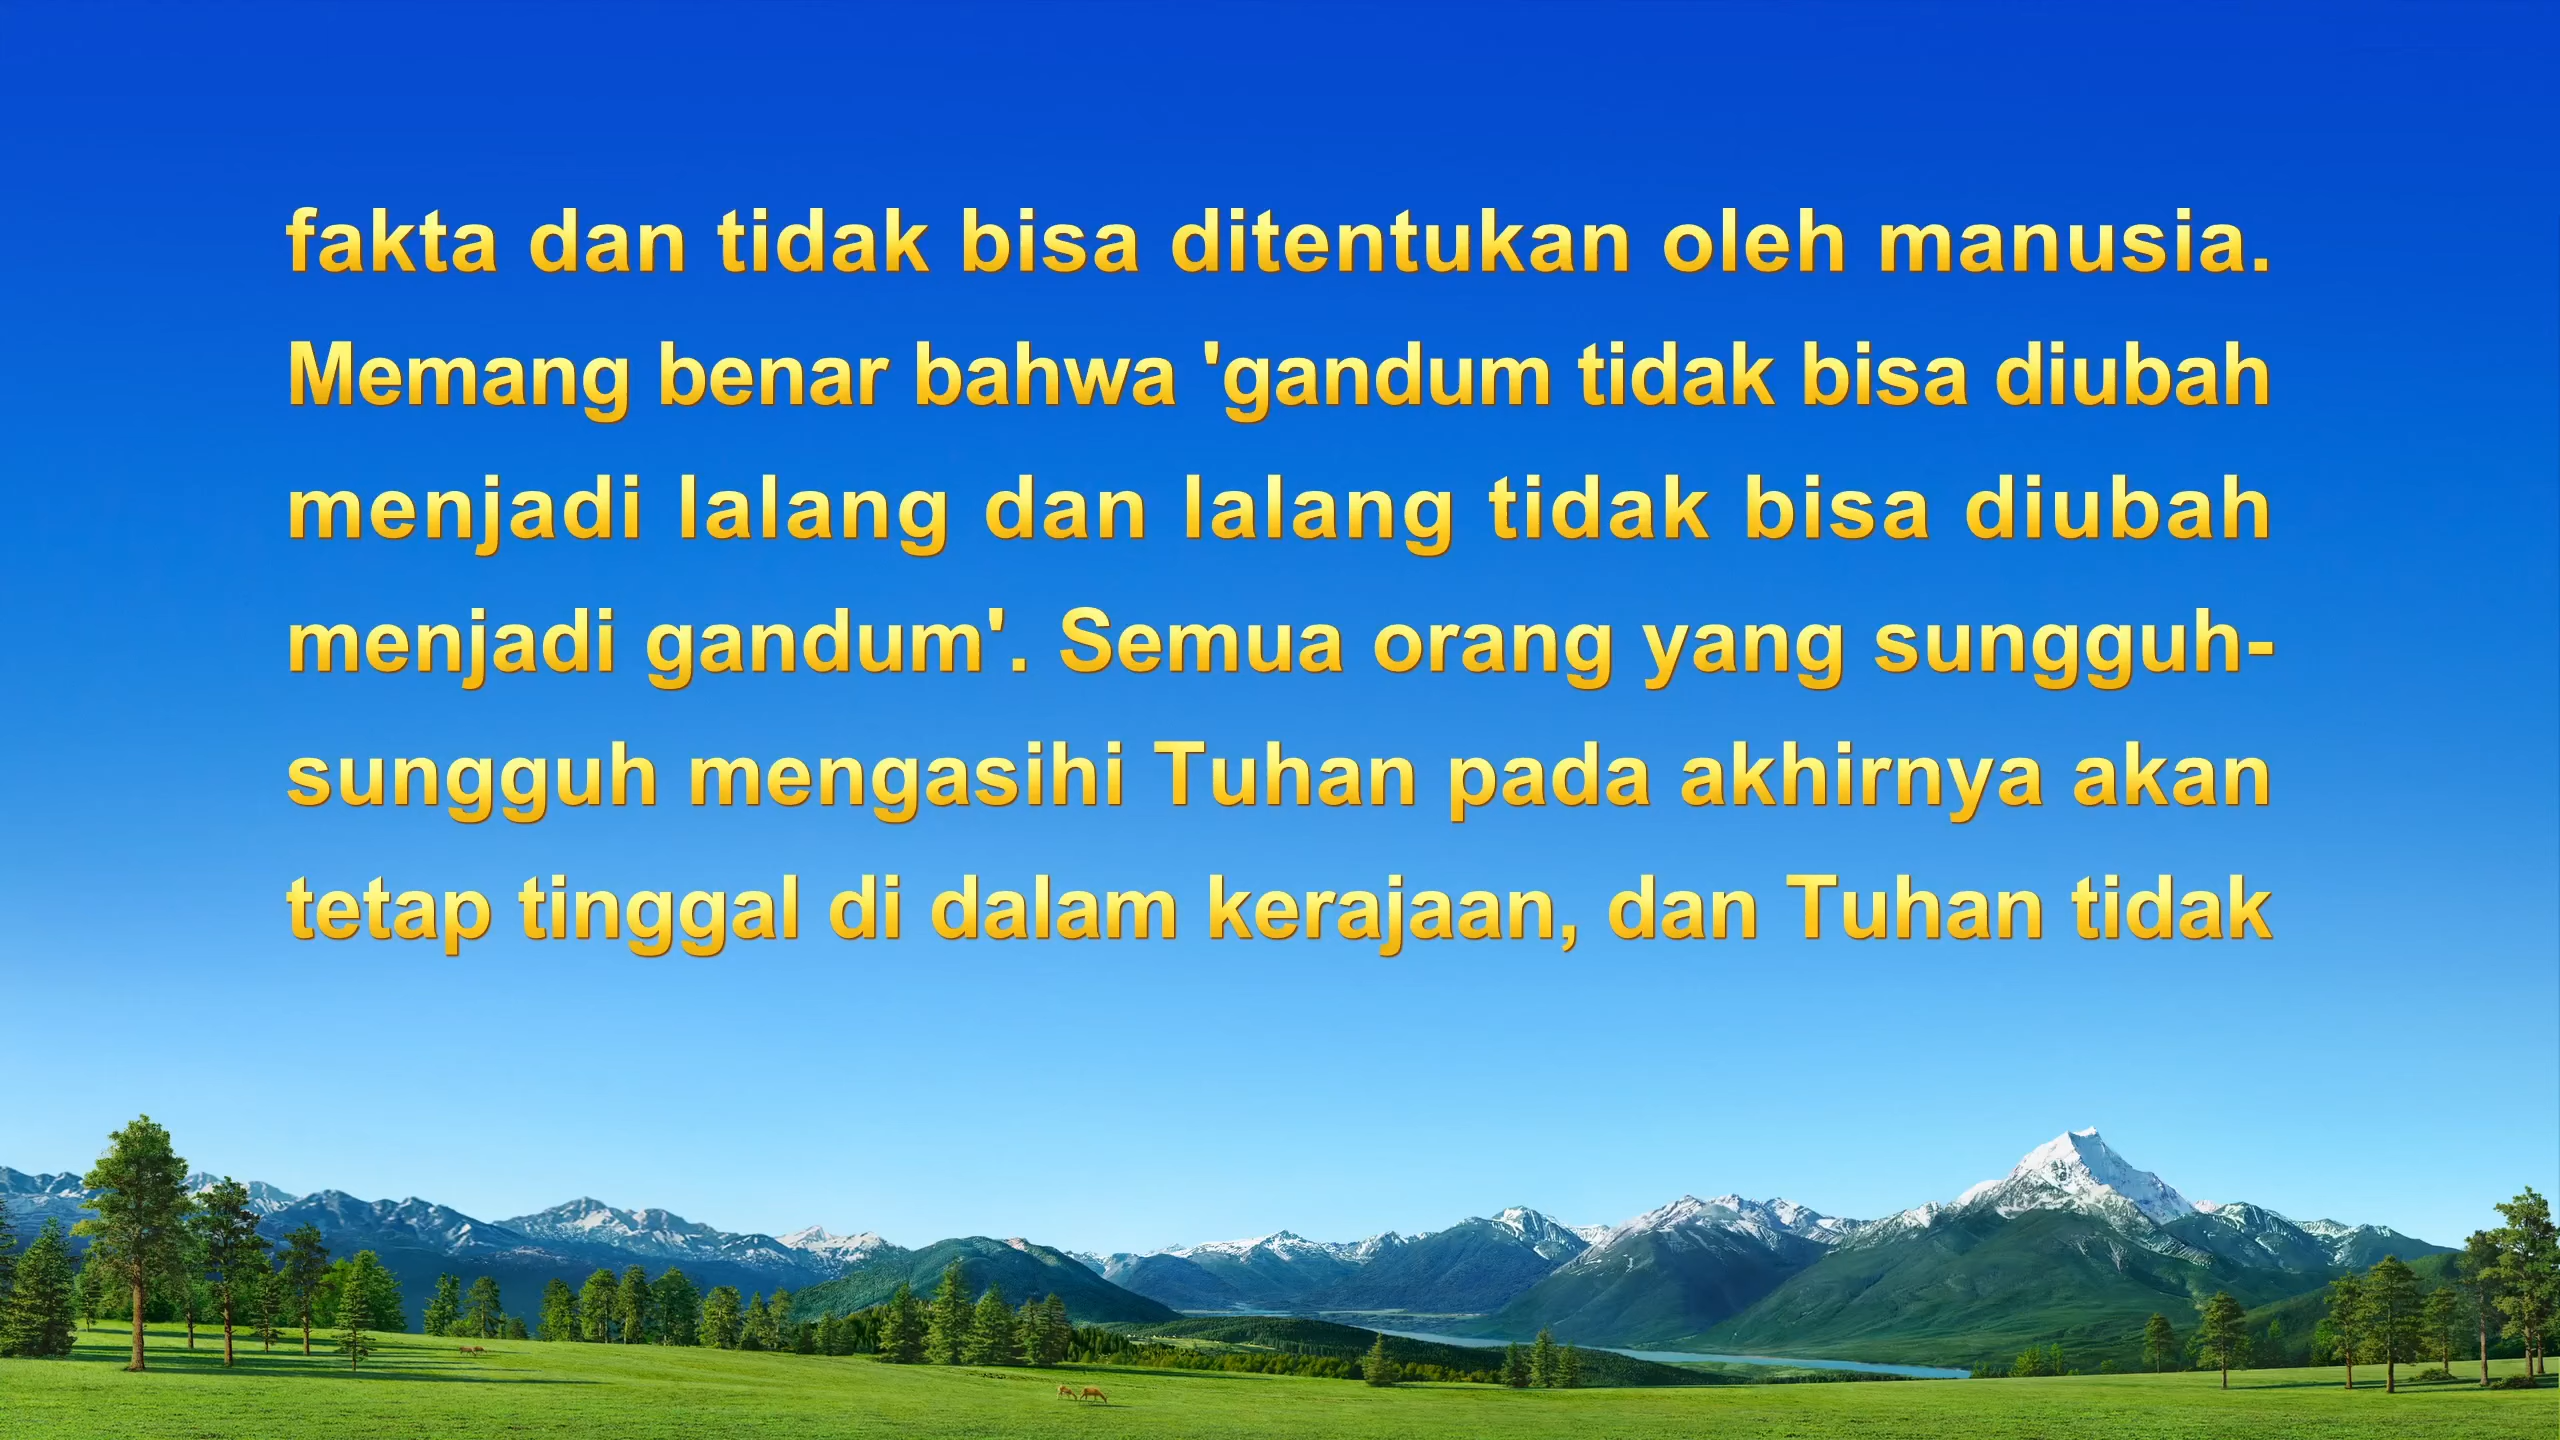 fakta dan tidak bisa ditentukan oleh manusia.
Memang benar bahwa 'gandum tidak bisa diubah
menjadi lalang dan lalang tidak bisa diubah
menjadi gandum'. Semua orang yang sungguh-
sungguh mengasihi Tuhan pada akhirnya akan
tetap tinggal di dalam kerajaan, dan Tuhan tidak